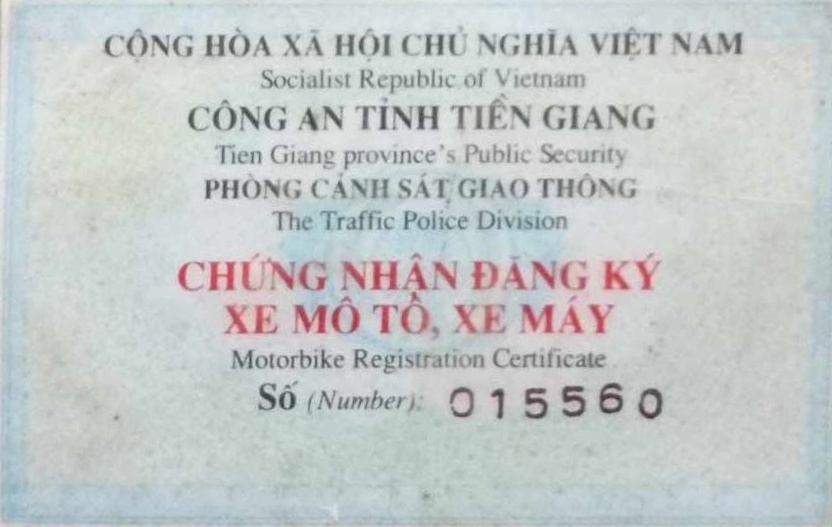 CỘNG HÒA XÃ HỘI CHỦ NGHĨA VIỆT NAM
Socialist Republic of Vietnam
CÔNG AN TỈNH TIỀN GIANG
Tien Giang province's Public Security
PHÒNG CẢNH SÁT GIAO THÔNG
The Traffic Police Division
CHỨNG NHẬN ĐĂNG KÝ
XE MÔ TÔ, XE MÁY
Motorbike Registration Certificate
Số (Number): 015560